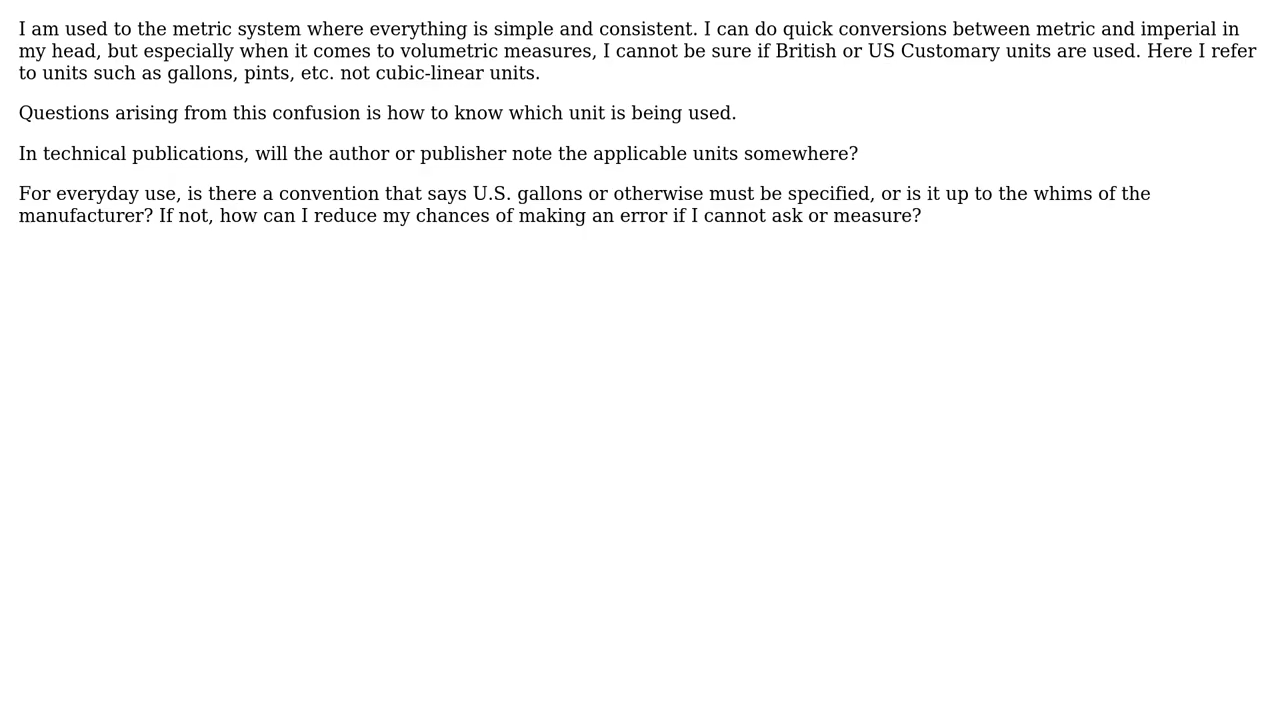 I am used to the metric system where everything is simple and consistent. I can do quick conversions between metric and imperial in
my head, but especially when it comes to volumetric measures, I cannot be sure if British or US Customary units are used. Here I refer
to units such as gallons, pints, etc. not cubic-linear units.
Questions arising from this confusion is how to know which unit is being used.
In technical publications, will the author or publisher note the applicable units somewhere?
For everyday use, is there a convention that says U.S. gallons or otherwise must be specified, or is it up to the whims of the
manufacturer? If not, how can I reduce my chances of making an error if I cannot ask or measure?